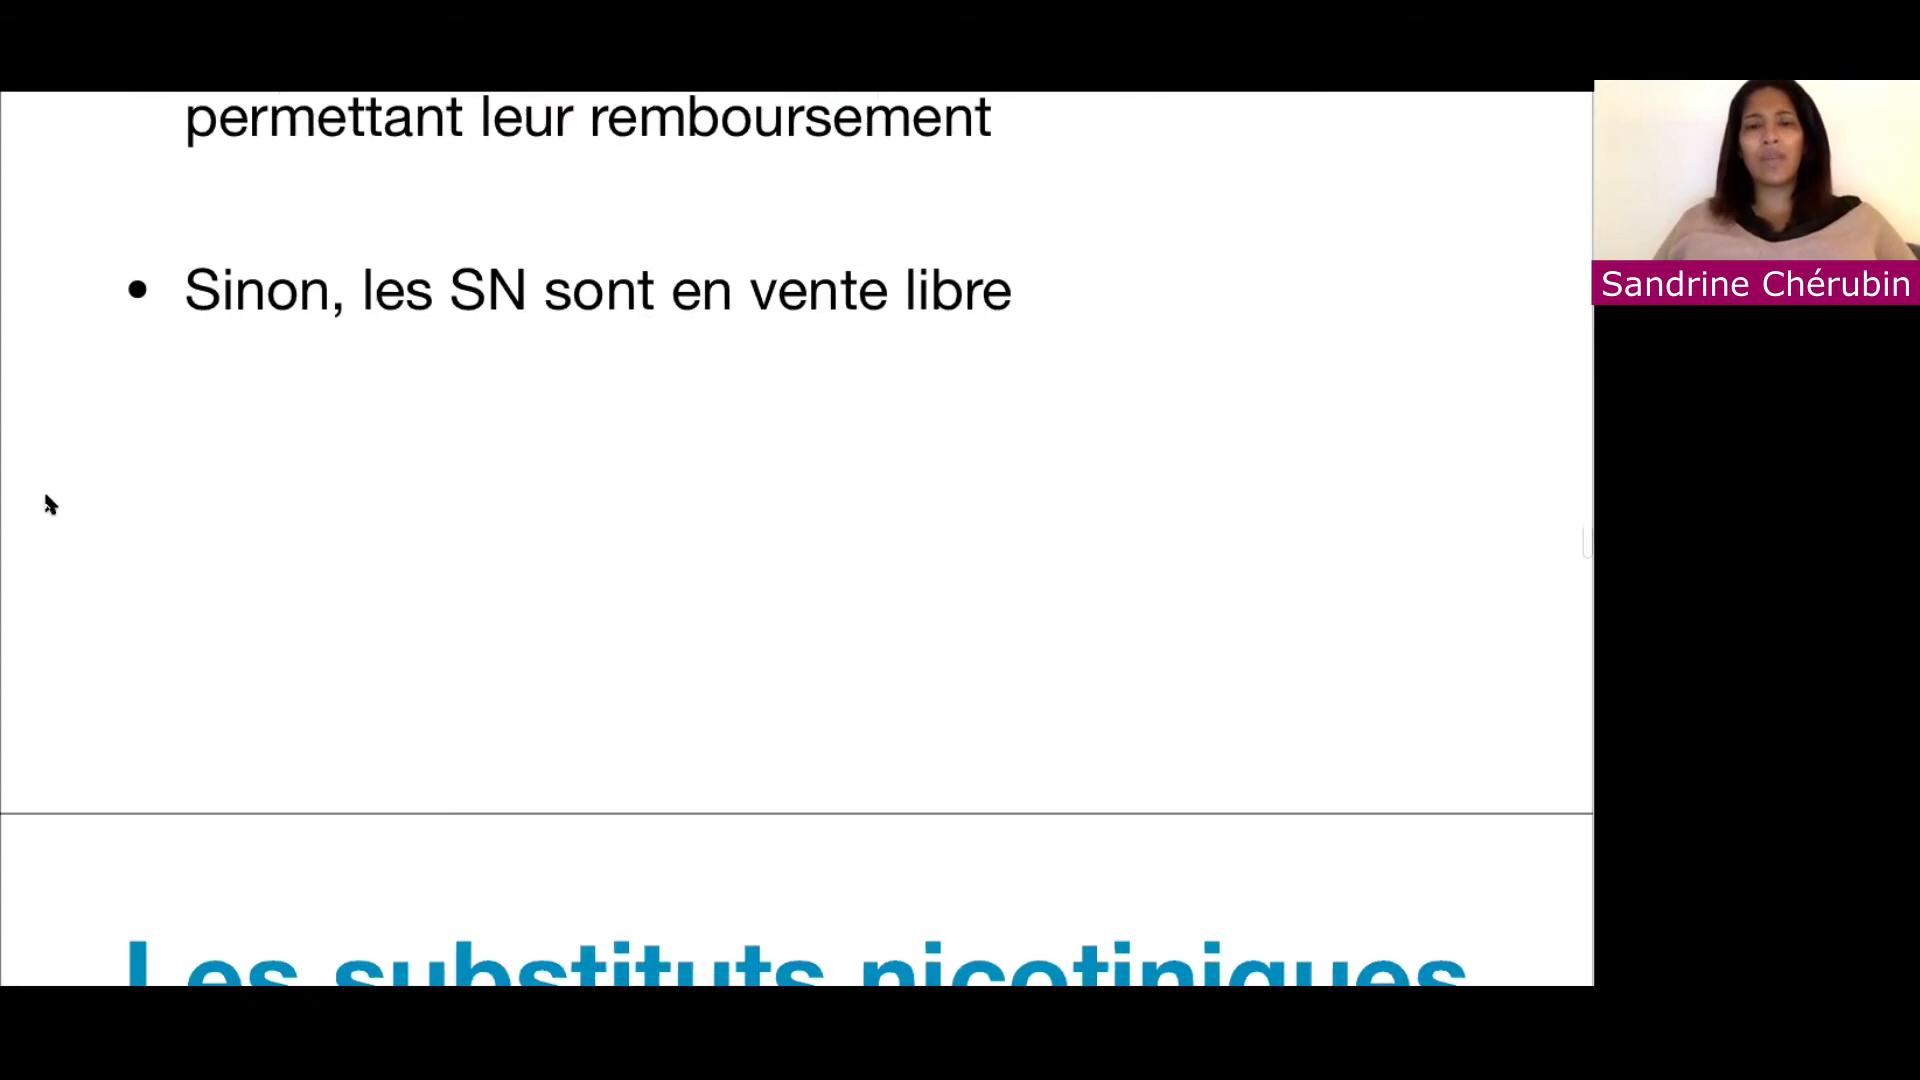 permettant leur remboursement
• Sinon, les SN sont en vente libre
Sandrine Chérubin
Les substituts nicotiniques